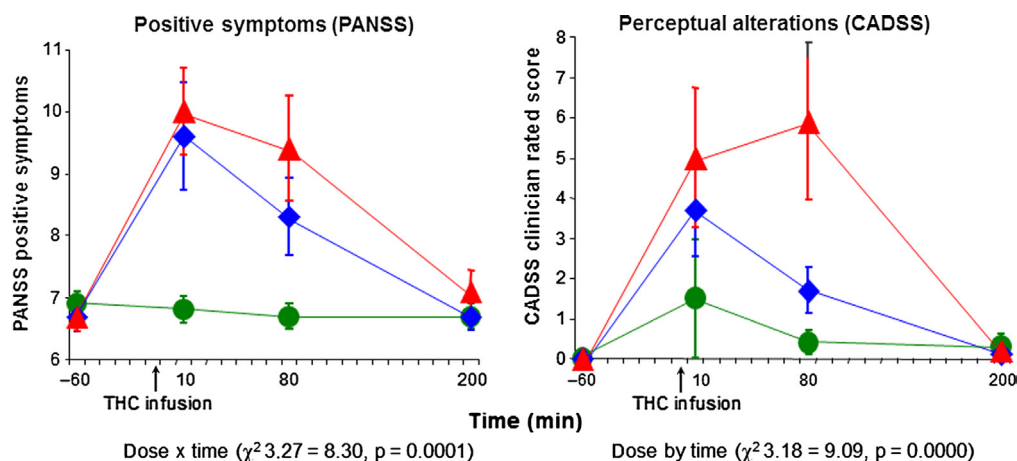 Positive symptoms (PANSS)
PANSS positive symptoms
11
10
9
8
7
6
–60
10
80
200
THC infusion
Perceptual alterations (CADSS)
CADSS clinician rated score
8
7
6
5
4
3
2
1
0
–60
10
80
200
THC infusion
Time (min)
Dose x time (χ² 3.27 = 8.30, p = 0.0001)
Dose by time (χ² 3.18 = 9.09, p = 0.0000)